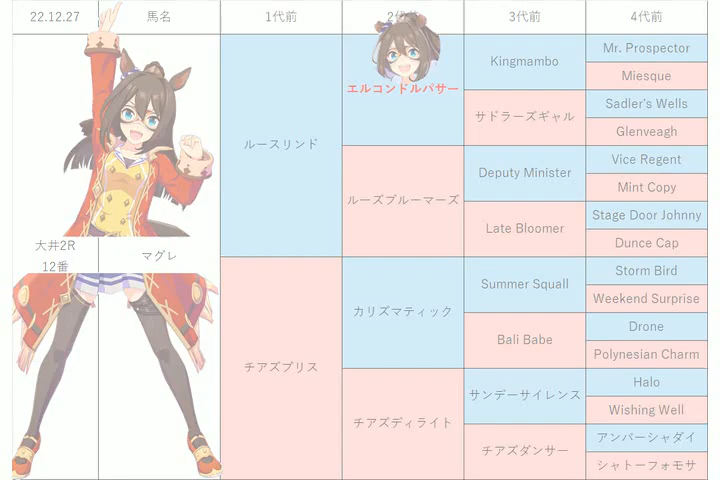 22.12.27 馬名 1代前 2代前 3代前 4代前
大井2R
12番
マグレ
ルースリンド
チアズプリス
エルコンドルパサー
ルーズブルーマーズ
カリズマティック
チアズディライト
Kingmambo
サドラーズギャル
Deputy Minister
Late Bloomer
Summer Squall
Bali Babe
サンデーサイレンス
チアズダンサー
Mr. Prospector
Miesque
Sadler's Wells
Glenveagh
Vice Regent
Mint Copy
Stage Door Johnny
Dunce Cap
Storm Bird
Weekend Surprise
Drone
Polynesian Charm
Halo
Wishing Well
アンバーシャダイ
シャトーフォモサ